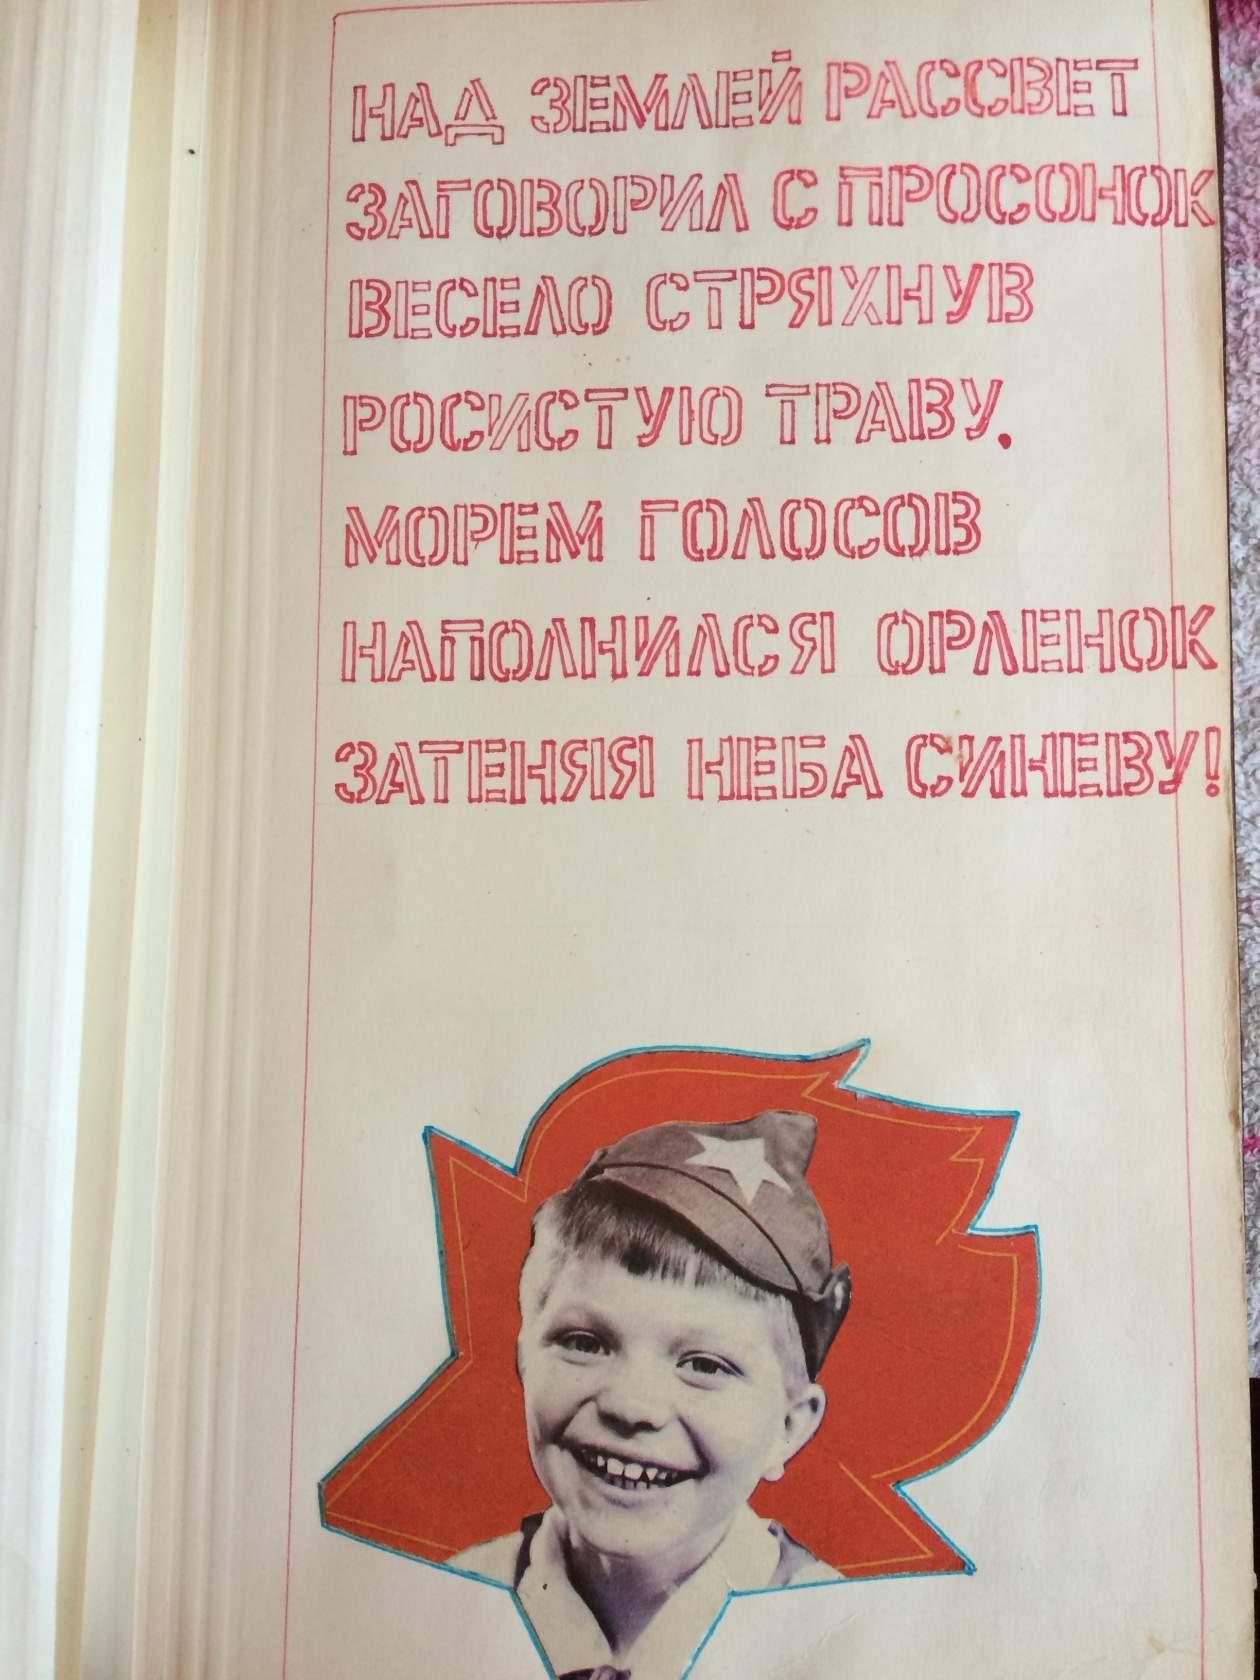 НАД ЗЕМЛЕЙ РАССВЕТ
ЗАГОВОРИЛ С ПРОСОНОК
ВЕСЕЛО СТРЯХНУВ
РОСИСТУЮ ТРАВУ.
МОРЕМ ГОЛОСОВ
НАПОЛНИЛСЯ ОРЛЕНОК
ЗАТЕНЯЯ НЕБА СИНЕВУ!